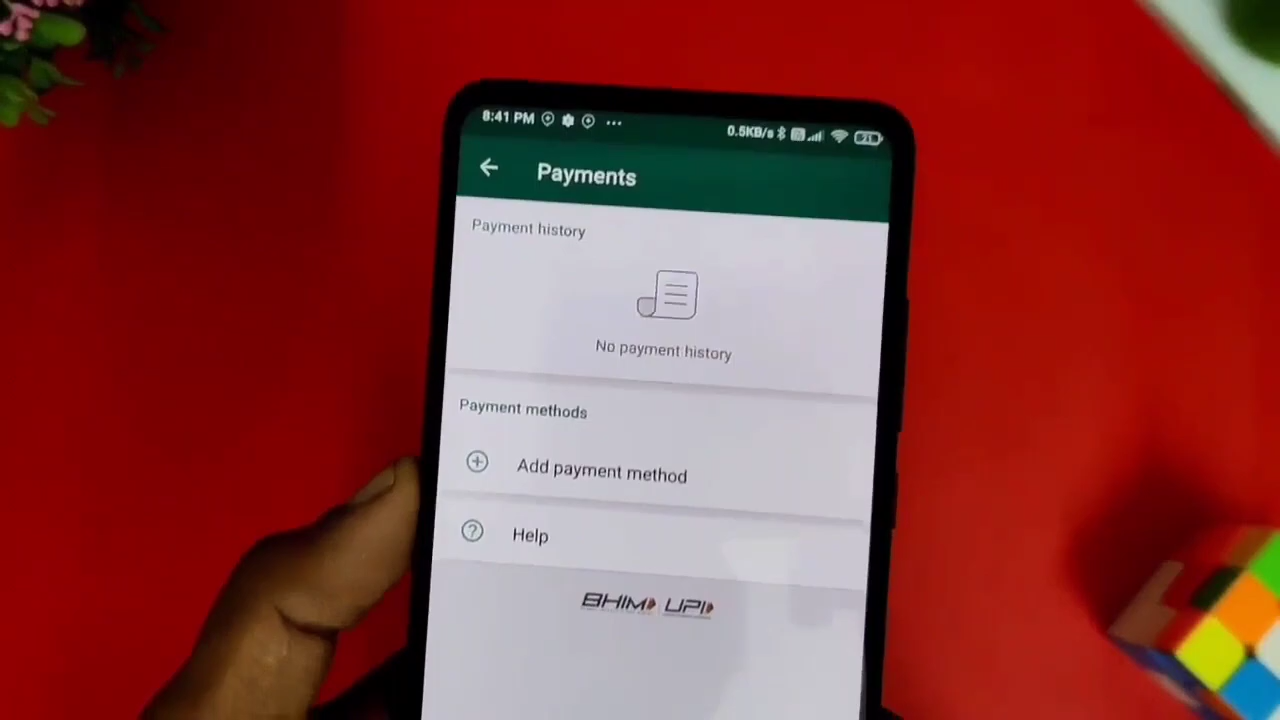 8:41 PM
0.5KB/s
Payments
Payment history
No payment history
Payment methods
Add payment method
Help
BHIM UPI